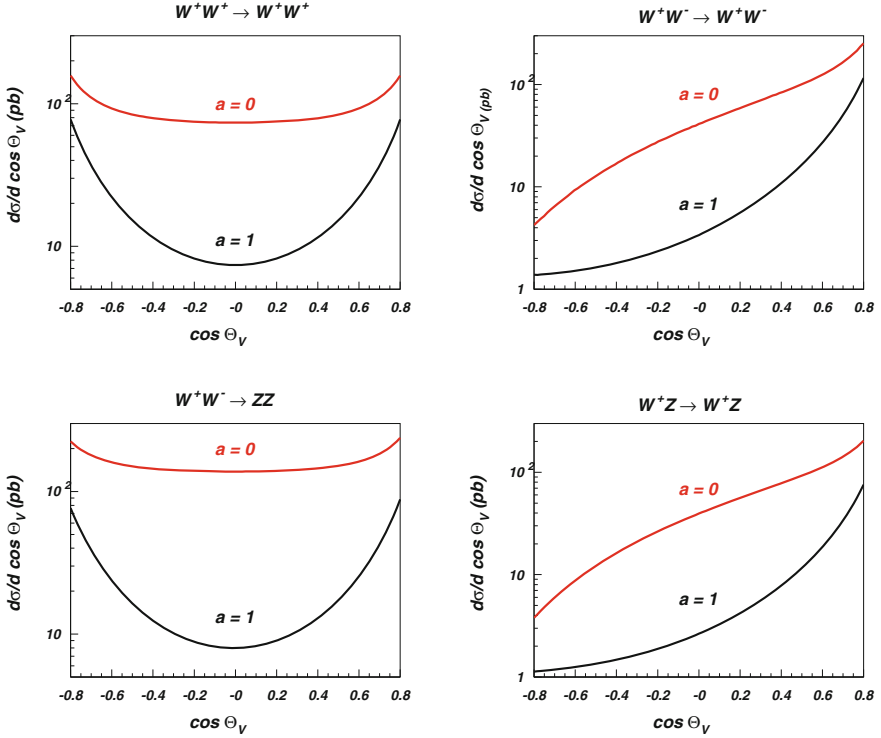 W⁺W⁺ → W⁺W⁺
dσ/d cos Θ_V (pb)
10²
10
a = 0
a = 1
-0.8 -0.6 -0.4 -0.2 -0 0.2 0.4 0.6 0.8
cos Θ_V
W⁺W⁻ → W⁺W⁻
dσ/d cos Θ_V (pb)
10²
10
1
a = 0
a = 1
-0.8 -0.6 -0.4 -0.2 -0 0.2 0.4 0.6 0.8
cos Θ_V
W⁺W⁻ → ZZ
dσ/d cos Θ_V (pb)
10²
10
a = 0
a = 1
-0.8 -0.6 -0.4 -0.2 -0 0.2 0.4 0.6 0.8
cos Θ_V
W⁺Z → W⁺Z
dσ/d cos Θ_V (pb)
10²
10
1
a = 0
a = 1
-0.8 -0.6 -0.4 -0.2 -0 0.2 0.4 0.6 0.8
cos Θ_V